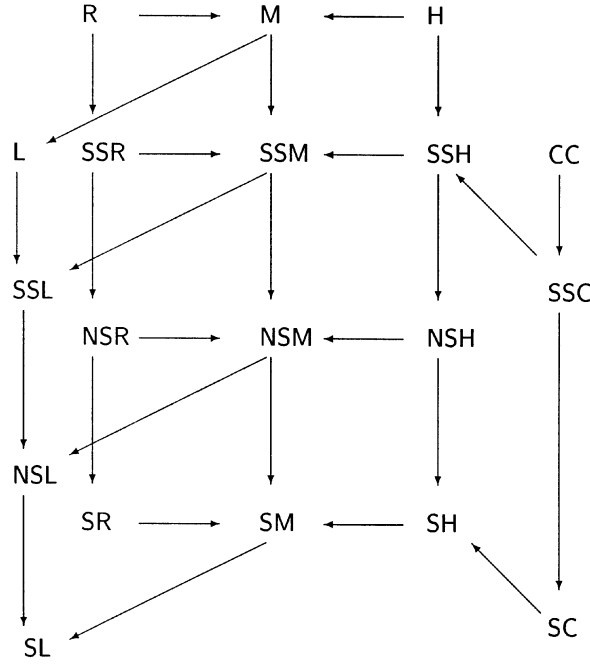 R M H
L SSR SSM SSH CC
SSL SSC
NSR NSM NSH
NSL
SR SM SH
SC
SL